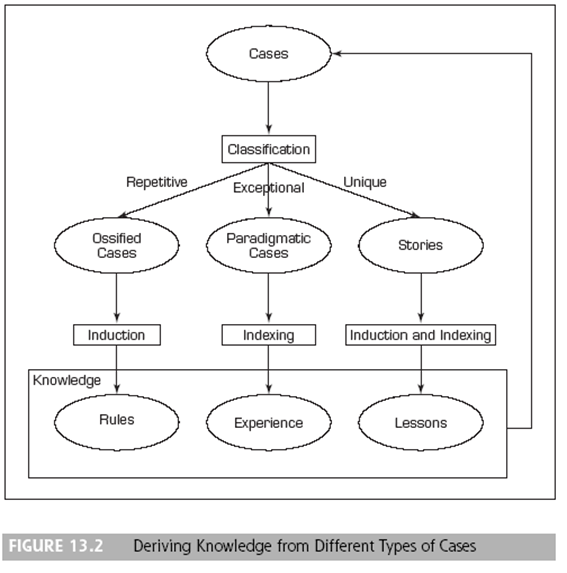 Cases
Classification
Repetitive
Exceptional
Unique
Ossified
Cases
Paradigmatic
Cases
Stories
Induction
Indexing
Induction and Indexing
Knowledge
Rules
Experience
Lessons
FIGURE 13.2 Deriving Knowledge from Different Types of Cases